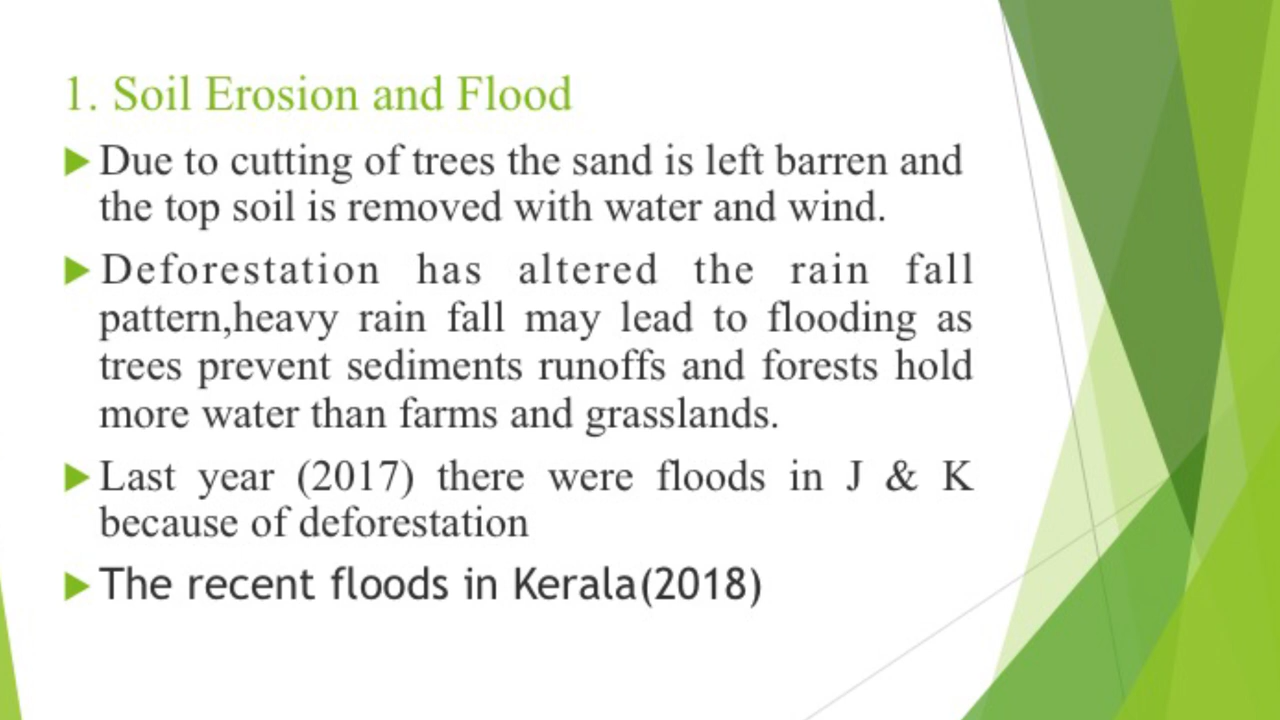 1. Soil Erosion and Flood
Due to cutting of trees the sand is left barren and
the top soil is removed with water and wind.
Deforestation has altered the rain fall
pattern,heavy rain fall may lead to flooding as
trees prevent sediments runoffs and forests hold
more water than farms and grasslands.
Last year (2017) there were floods in J & K
because of deforestation
The recent floods in Kerala(2018)